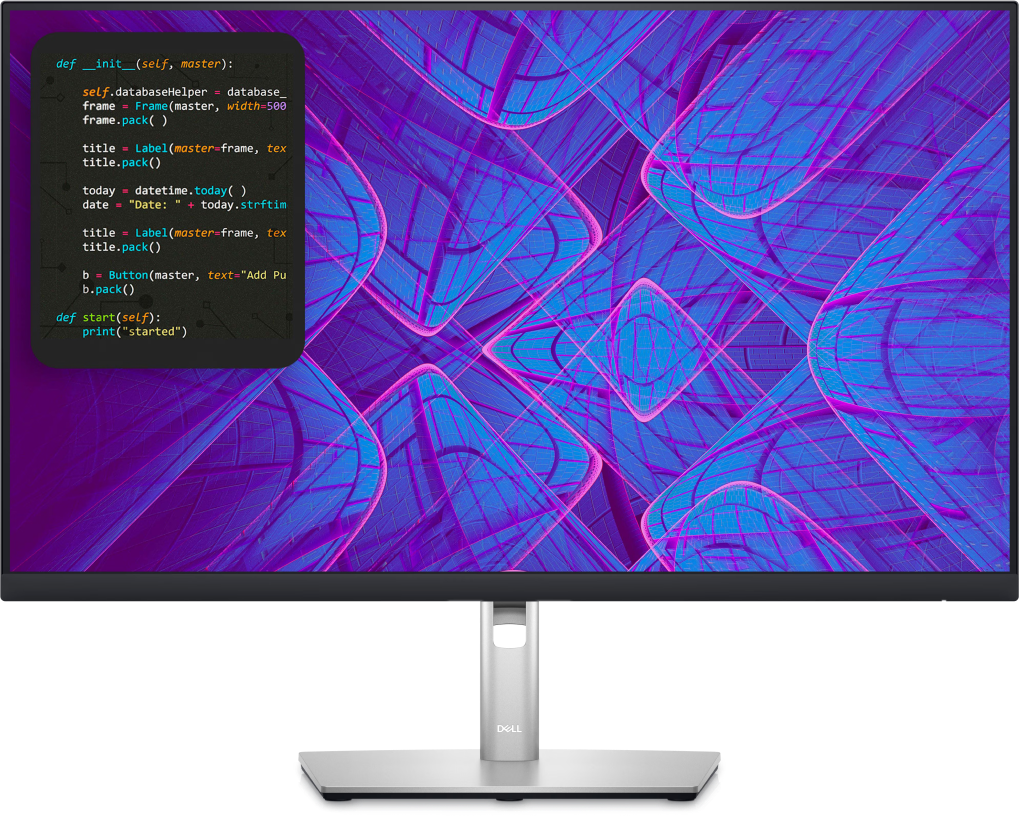 def __init__(self, master):
self.databaseHelper = database_
frame = Frame(master, width=500
frame.pack( )
title = Label(master=frame, tex
title.pack()
today = datetime.today( )
date = "Date: " + today.strftim
title = Label(master=frame, tex
title.pack()
b = Button(master, text="Add Pu
b.pack()
def start(self):
print("started")
DELL